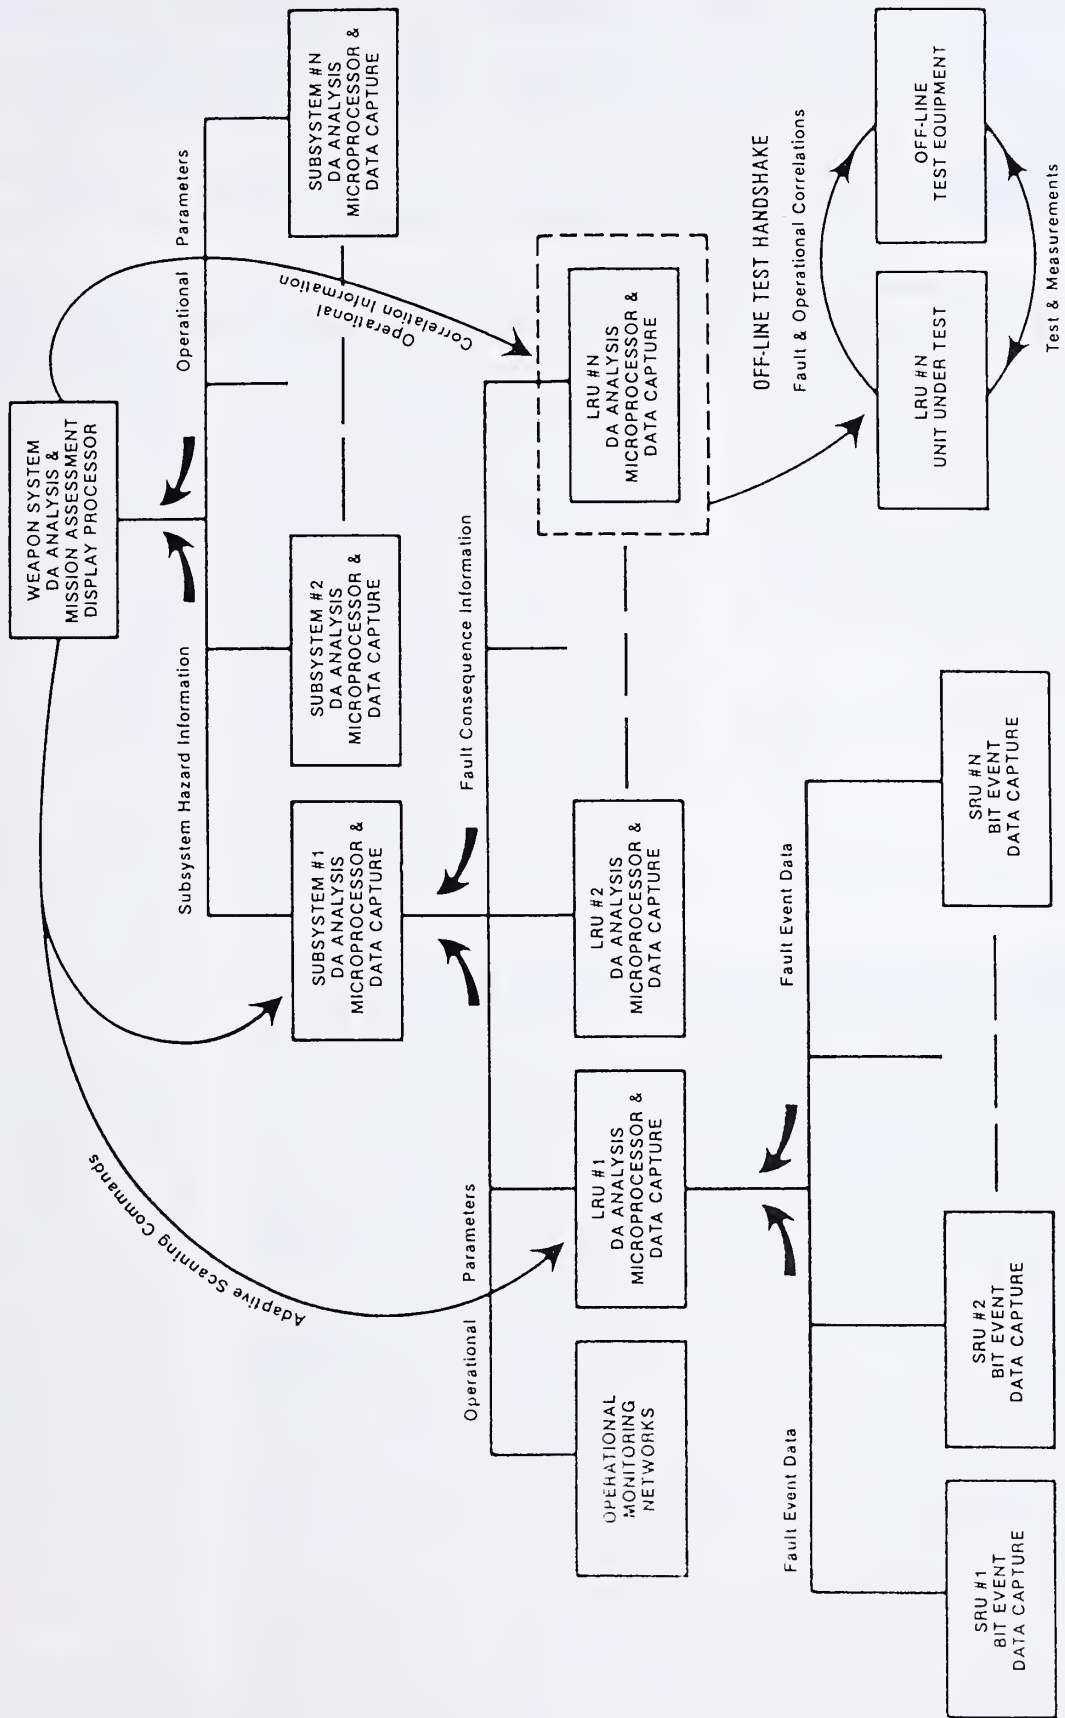 WEAPON SYSTEM
DA ANALYSIS &
MISSION ASSESSMENT
DISPLAY PROCESSOR
Subsystem Hazard Information
Operational Parameters
Adaptive Scanning Commands
Operational
Correlation Information
SUBSYSTEM #1
DA ANALYSIS
MICROPROCESSOR &
DATA CAPTURE
SUBSYSTEM #2
DA ANALYSIS
MICROPROCESSOR &
DATA CAPTURE
SUBSYSTEM #N
DA ANALYSIS
MICROPROCESSOR &
DATA CAPTURE
Operational Parameters
Fault Consequence Information
OPERATIONAL
MONITORING
NETWORKS
LRU #1
DA ANALYSIS
MICROPROCESSOR &
DATA CAPTURE
LRU #2
DA ANALYSIS
MICROPROCESSOR &
DATA CAPTURE
LRU #N
DA ANALYSIS
MICROPROCESSOR &
DATA CAPTURE
OFF-LINE TEST HANDSHAKE
Fault & Operational Correlations
Fault Event Data
Fault Event Data
LRU #N
UNIT UNDER TEST
OFF-LINE
TEST EQUIPMENT
Test & Measurements
SRU #1
BIT EVENT
DATA CAPTURE
SRU #2
BIT EVENT
DATA CAPTURE
SRU #N
BIT EVENT
DATA CAPTURE